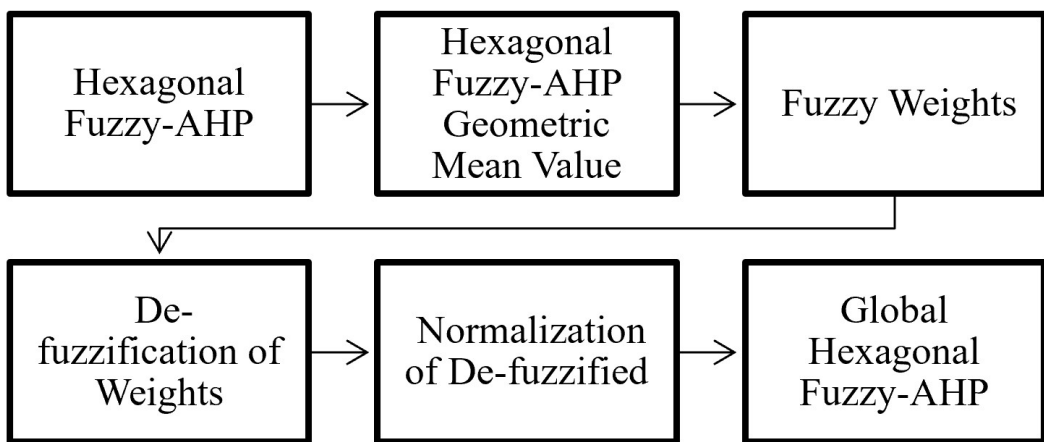 Hexagonal
Fuzzy-AHP
Hexagonal
Fuzzy-AHP
Geometric
Mean Value
Fuzzy Weights
De-
fuzzification of
Weights
Normalization
of De-fuzzified
Global
Hexagonal
Fuzzy-AHP